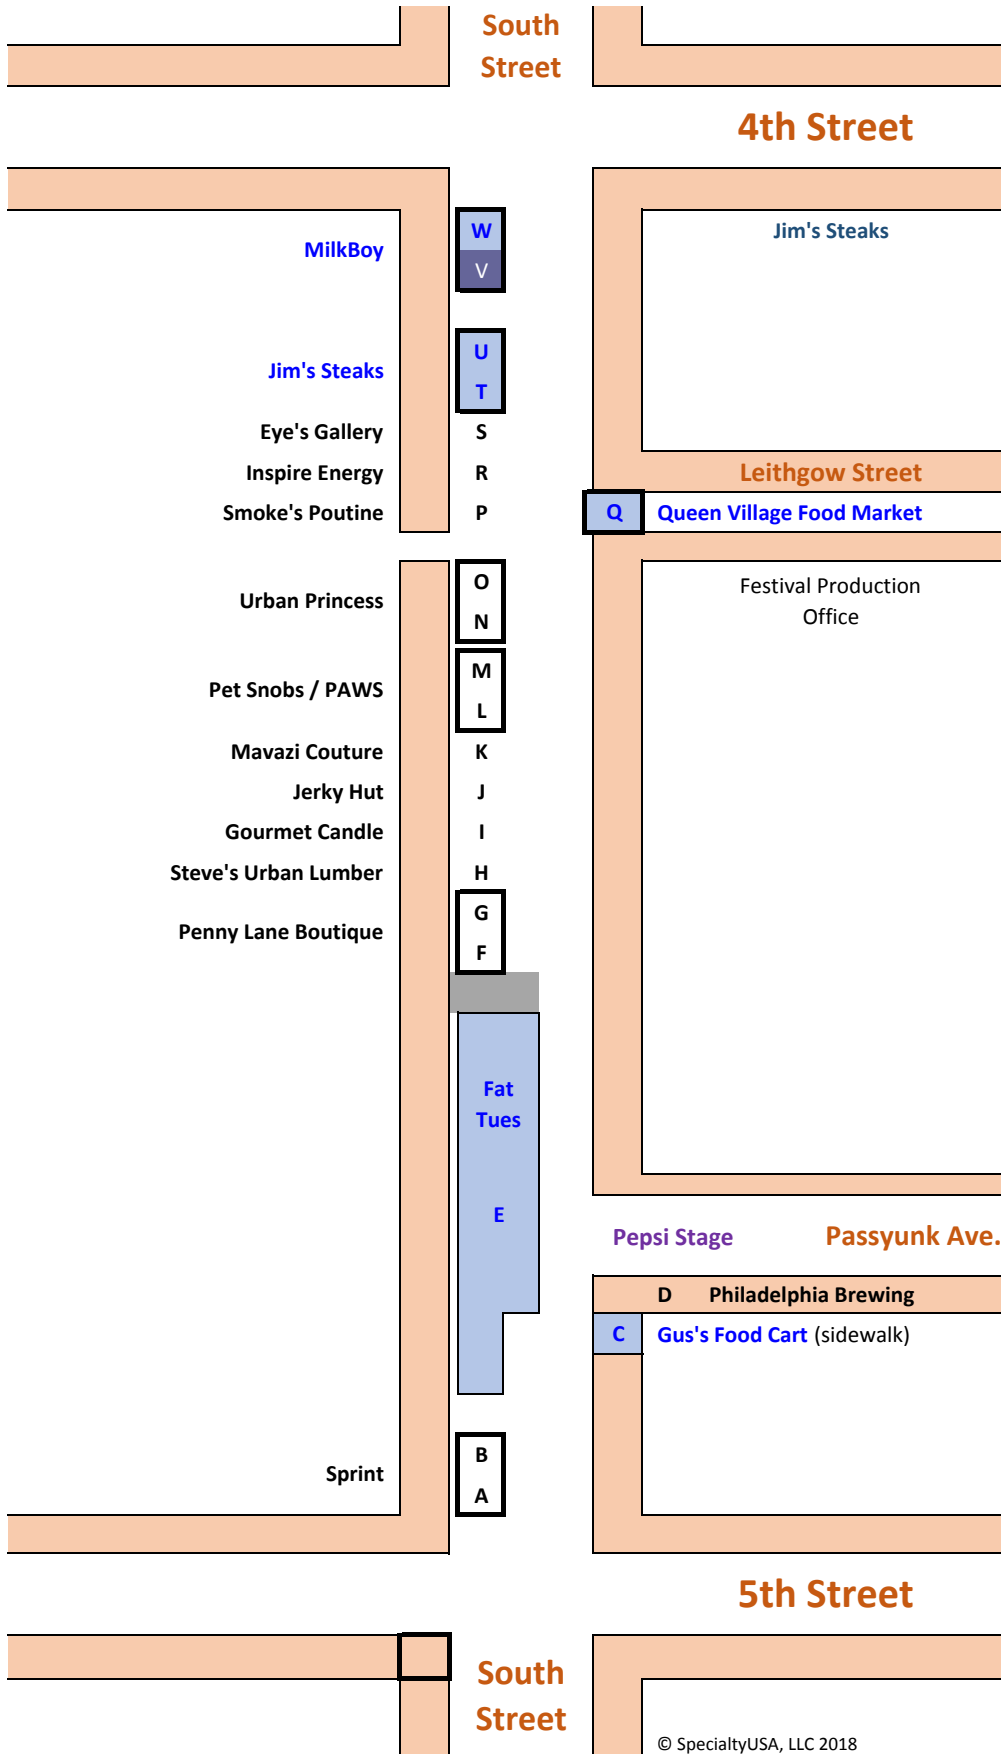 South
Street
4th Street
W
Jim's Steaks
MilkBoy
V
U
Jim's Steaks
T
Eye's Gallery S
Inspire Energy R Leithgow Street
Smoke's Poutine P Q Queen Village Food Market
O Festival Production
Urban Princess
N Office
M
Pet Snobs / PAWS
L
Mavazi Couture K
Jerky Hut J
Gourmet Candle I
Steve's Urban Lumber H
G
Penny Lane Boutique
F
Fat
Tues
E
Pepsi Stage Passyunk Ave.
D Philadelphia Brewing
C Gus's Food Cart (sidewalk)
B
Sprint
A
5th Street
South
Street
© SpecialtyUSA, LLC 2018